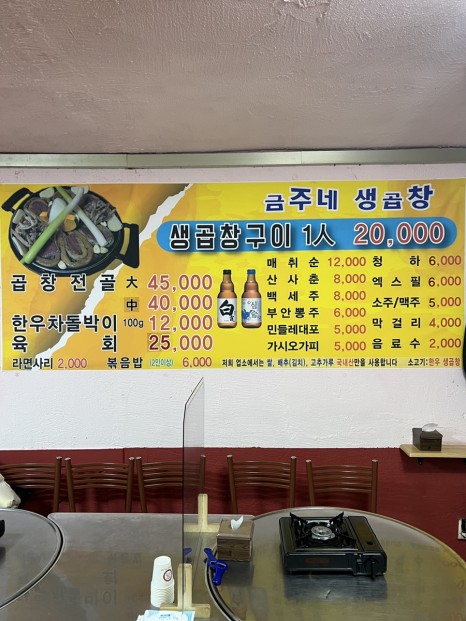 금주네 생곱창
생곱창구이 1人 20,000
곱창전골 大 45,000
中 40,000
한우차돌박이 100g 12,000
육회 25,000
라면사리 2,000 볶음밥 (2인이상) 6,000
매취순 12,000
산사춘 8,000
백세주 8,000
부안뽕주 6,000
민들레대포 5,000
가시오가피 5,000
청하 6,000
엑스필 6,000
소주/맥주 5,000
막걸리 4,000
음료수 2,000
저희 업소에서는 쌀, 배추(김치), 고추가루 국내산만을 사용합니다 소고기:한우 생곱창
白